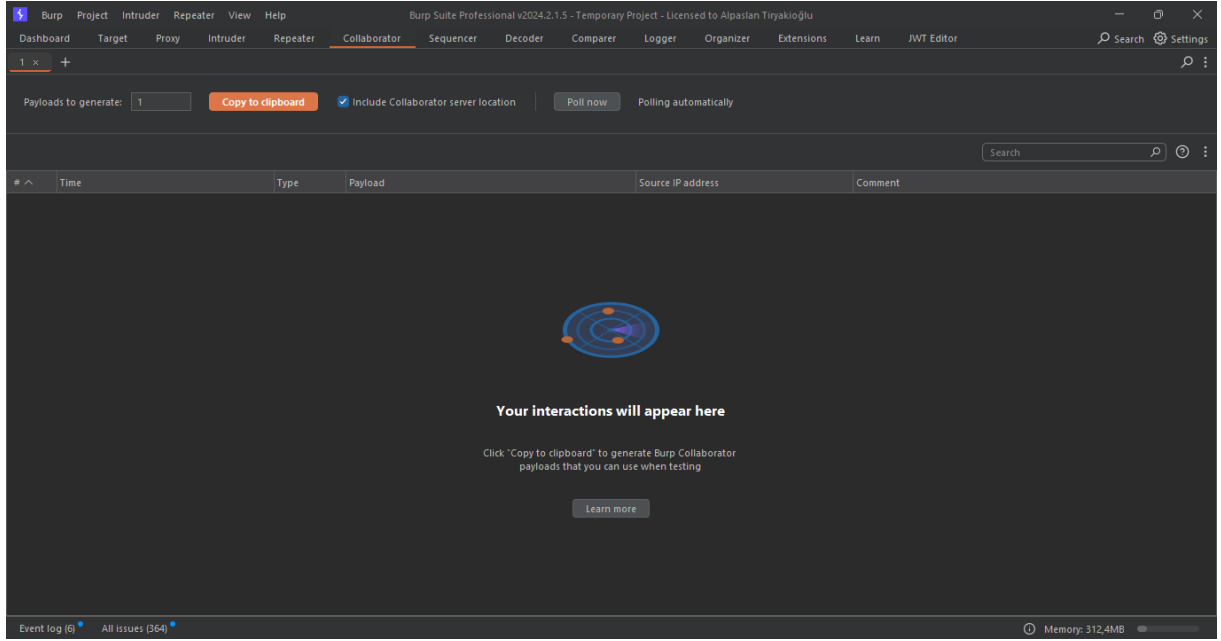 Burp Project Intruder Repeater View Help Burp Suite Professional v2024.2.1.5 - Temporary Project - Licensed to Alpaslan Tiryakioğlu
Dashboard Target Proxy Intruder Repeater Collaborator Sequencer Decoder Comparer Logger Organizer Extensions Learn JWT Editor Search Settings
1 × +
Payloads to generate: 1 Copy to clipboard Include Collaborator server location Poll now Polling automatically
Search
# Time Type Payload Source IP address Comment
Your interactions will appear here
Click "Copy to clipboard" to generate Burp Collaborator
payloads that you can use when testing
Learn more
Event log (6) All issues (364) Memory: 312,4MB